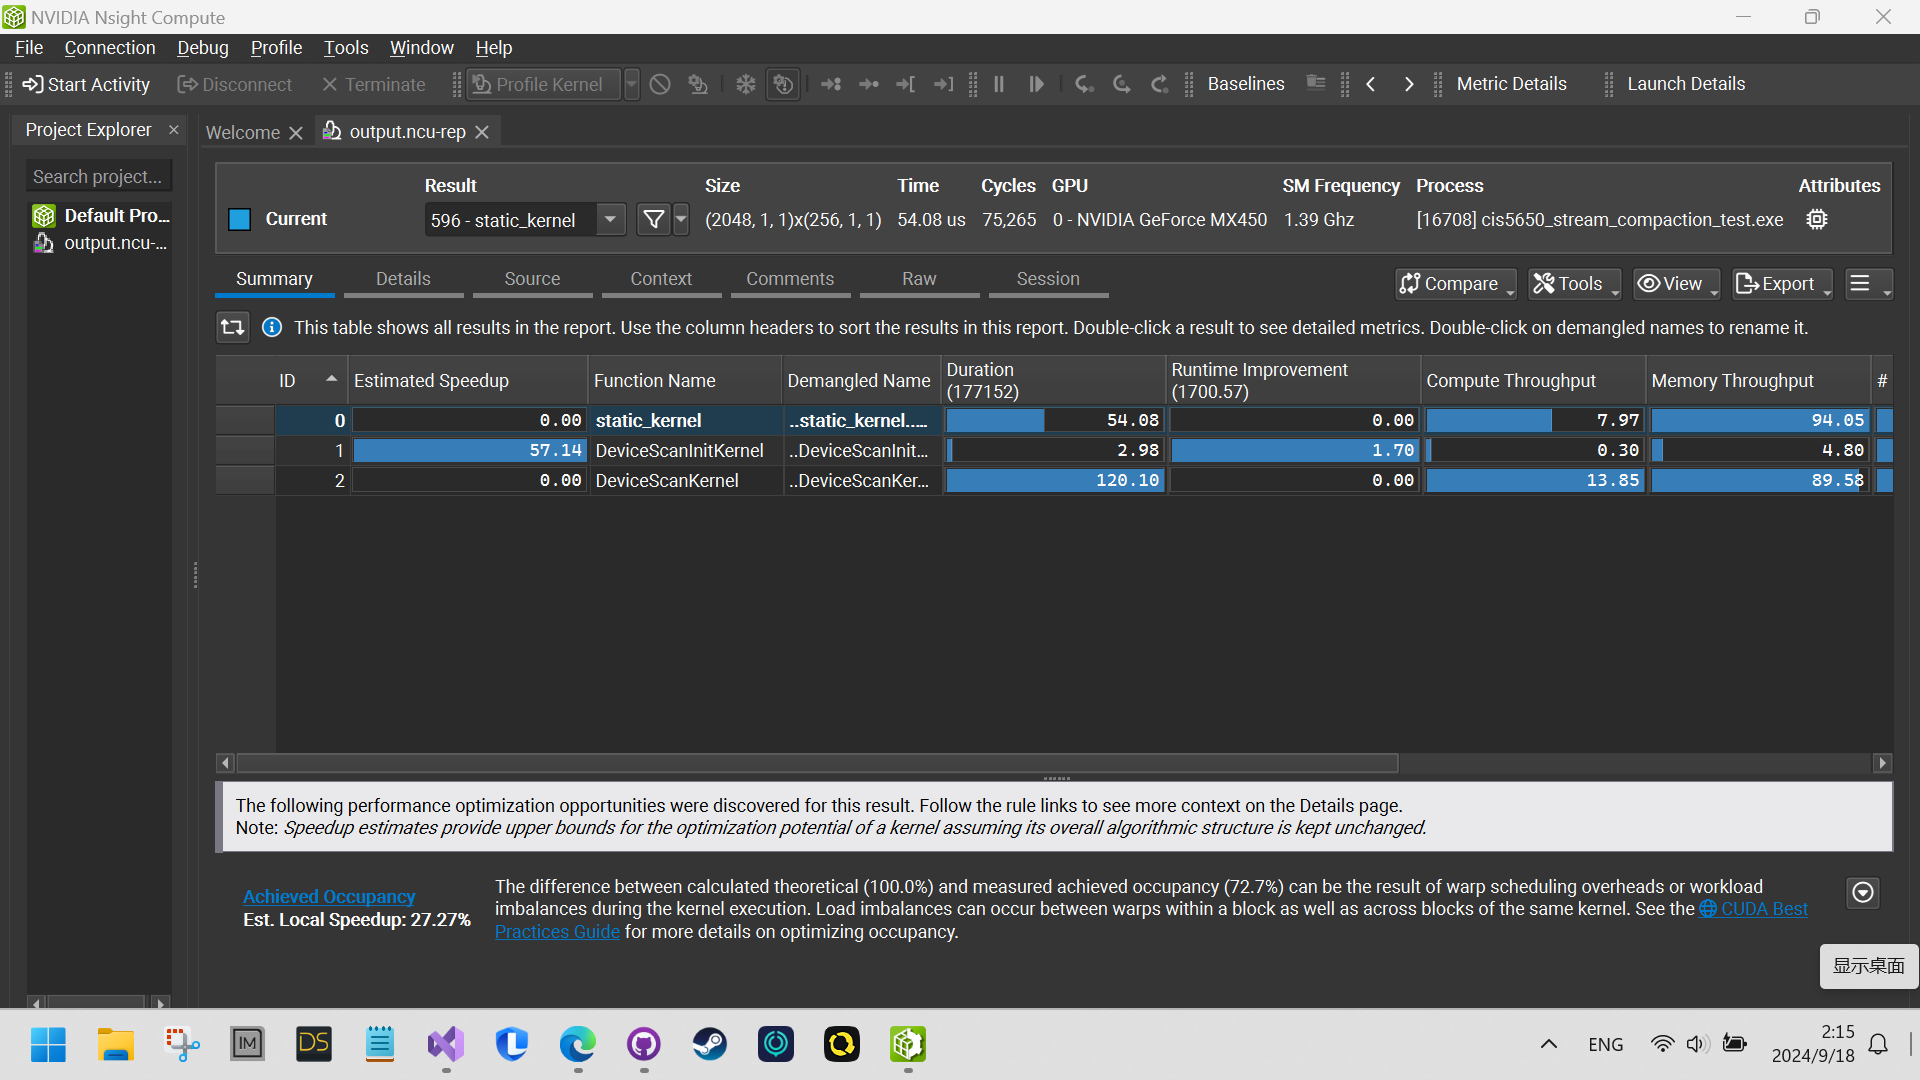 NVIDIA Nsight Compute
File Connection Debug Profile Tools Window Help
Start Activity Disconnect Terminate Profile Kernel Baselines Metric Details Launch Details
Project Explorer Welcome output.ncu-rep
Search project...
Default Pro...
output.ncu-...
Result Size Time Cycles GPU SM Frequency Process Attributes
Current 596 - static_kernel (2048, 1, 1)x(256, 1, 1) 54.08 us 75,265 0 - NVIDIA GeForce MX450 1.39 Ghz [16708] cis5650_stream_compaction_test.exe
Summary Details Source Context Comments Raw Session Compare Tools View Export
This table shows all results in the report. Use the column headers to sort the results in this report. Double-click a result to see detailed metrics. Double-click on demangled names to rename it.
ID Estimated Speedup Function Name Demangled Name Duration (177152) Runtime Improvement (1700.57) Compute Throughput Memory Throughput #
0 0.00 static_kernel ..static_kernel..... 54.08 0.00 7.97 94.05
1 57.14 DeviceScanInitKernel ..DeviceScanInit... 2.98 1.70 0.30 4.80
2 0.00 DeviceScanKernel ..DeviceScanKer... 120.10 0.00 13.85 89.58
The following performance optimization opportunities were discovered for this result. Follow the rule links to see more context on the Details page.
Note: Speedup estimates provide upper bounds for the optimization potential of a kernel assuming its overall algorithmic structure is kept unchanged.
Achieved Occupancy
Est. Local Speedup: 27.27%
The difference between calculated theoretical (100.0%) and measured achieved occupancy (72.7%) can be the result of warp scheduling overheads or workload
imbalances during the kernel execution. Load imbalances can occur between warps within a block as well as across blocks of the same kernel. See the CUDA Best
Practices Guide for more details on optimizing occupancy.
显示桌面
IM DS
ENG
2:15
2024/9/18